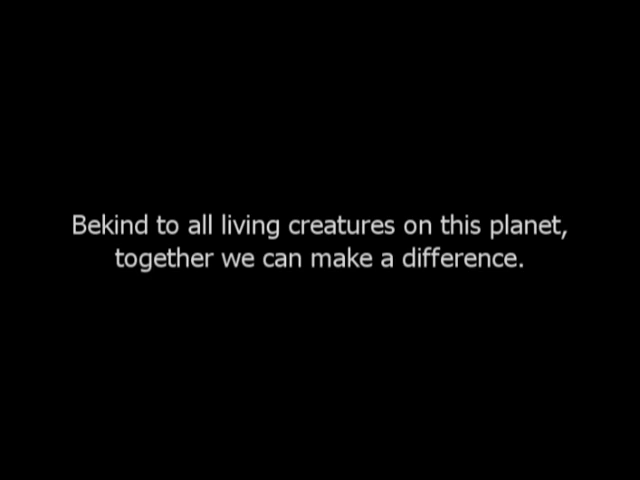 Bekind to all living creatures on this planet,
together we can make a difference.